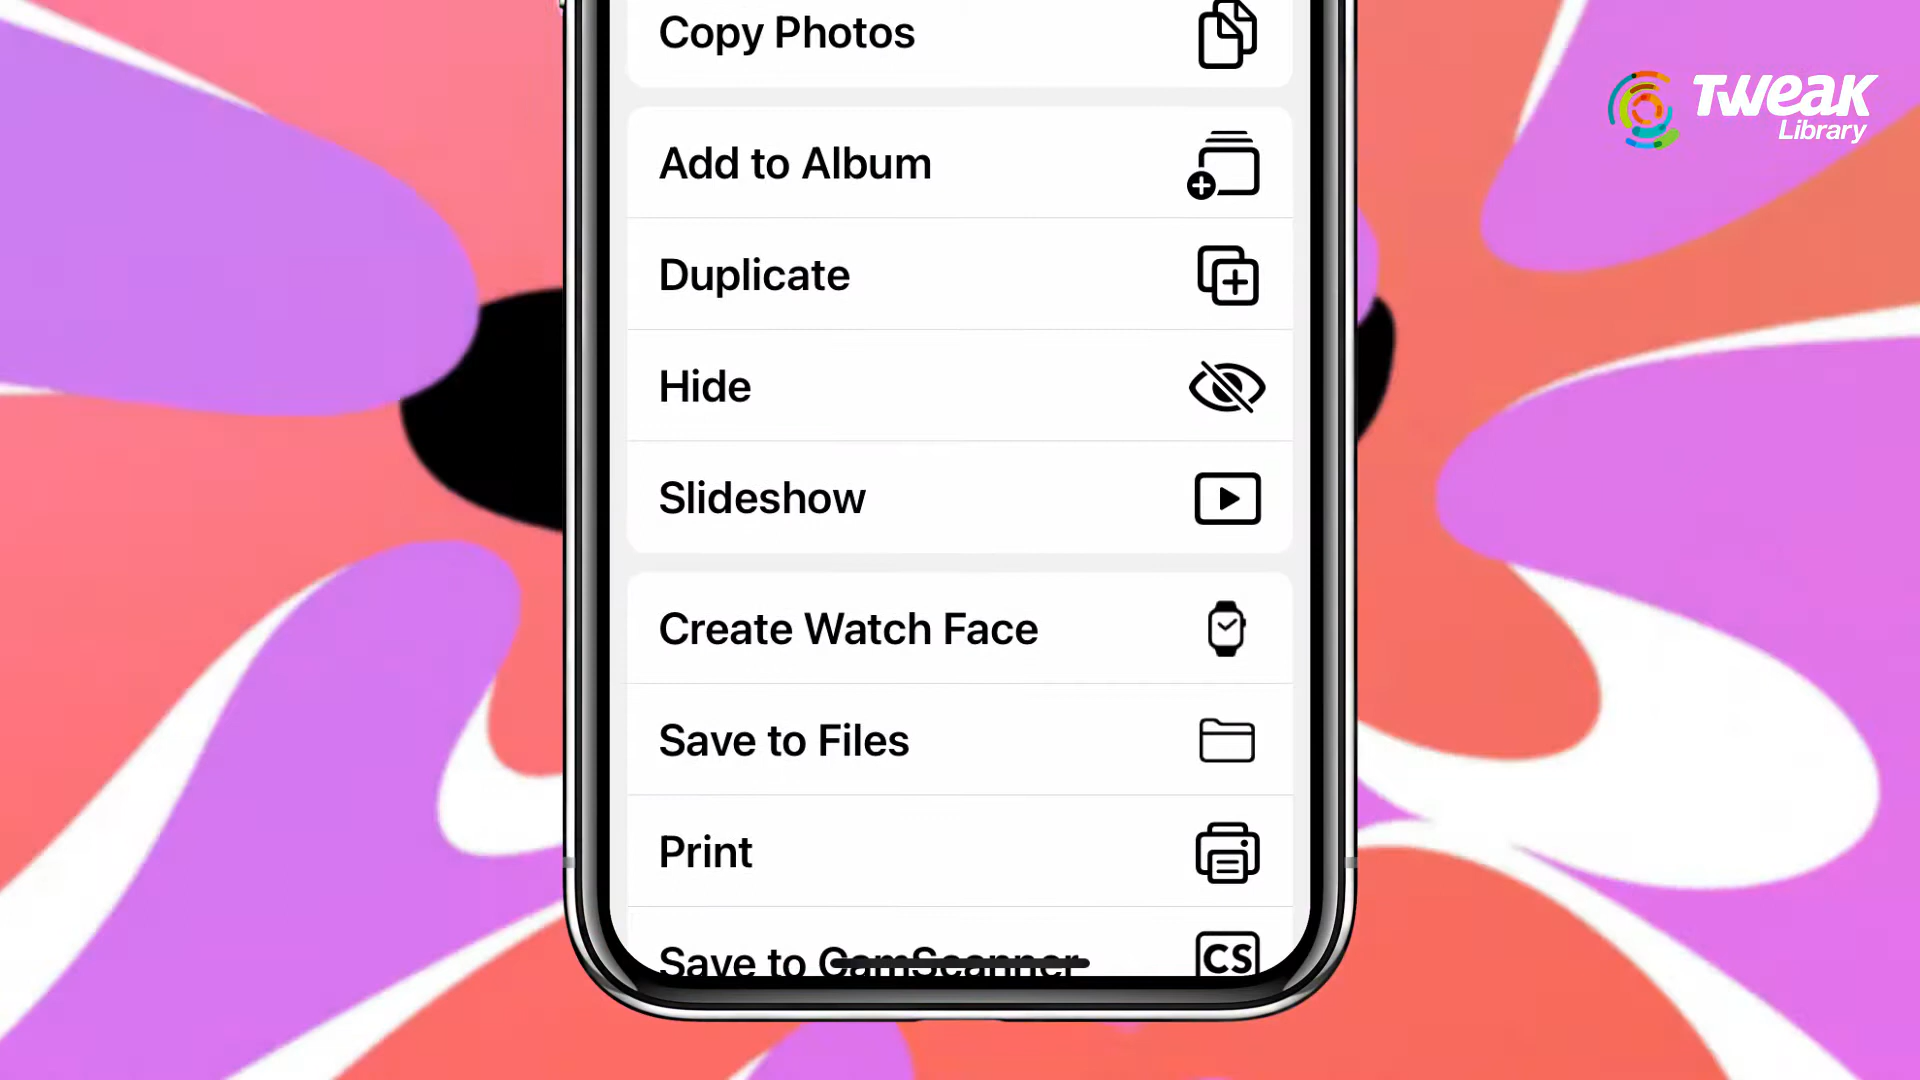 Copy Photos
TWEAK
Library
Add to Album
Duplicate
Hide
Slideshow
Create Watch Face
Save to Files
Print
Save to CamScanner
CS